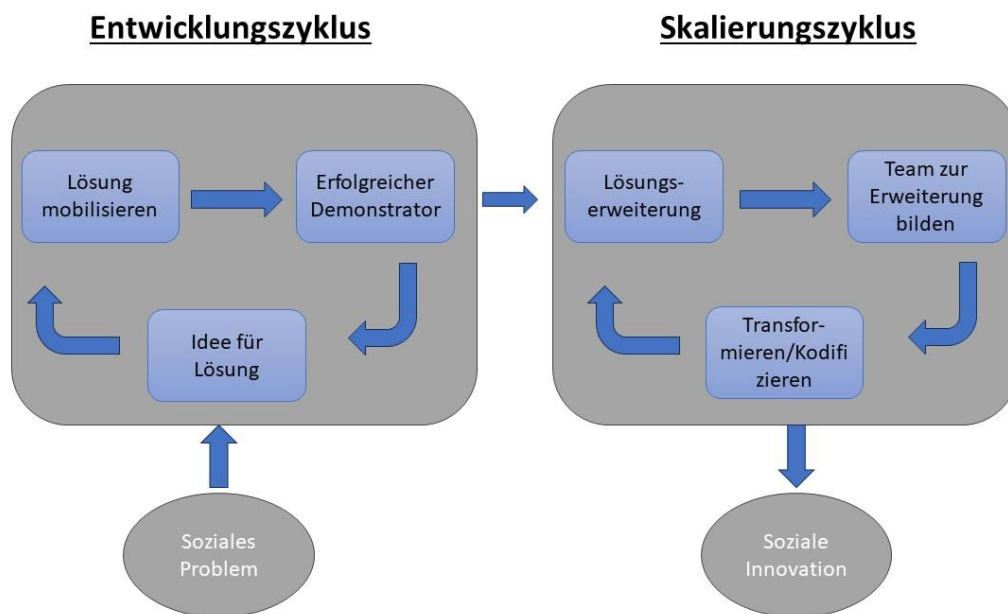 Entwicklungszyklus
Skalierungszyklus
Lösung
mobilisieren
Erfolgreicher
Demonstrator
Idee für
Lösung
Lösungs-
erweiterung
Team zur
Erweiterung
bilden
Transfor-
mieren/Kodifi
zieren
Soziales
Problem
Soziale
Innovation